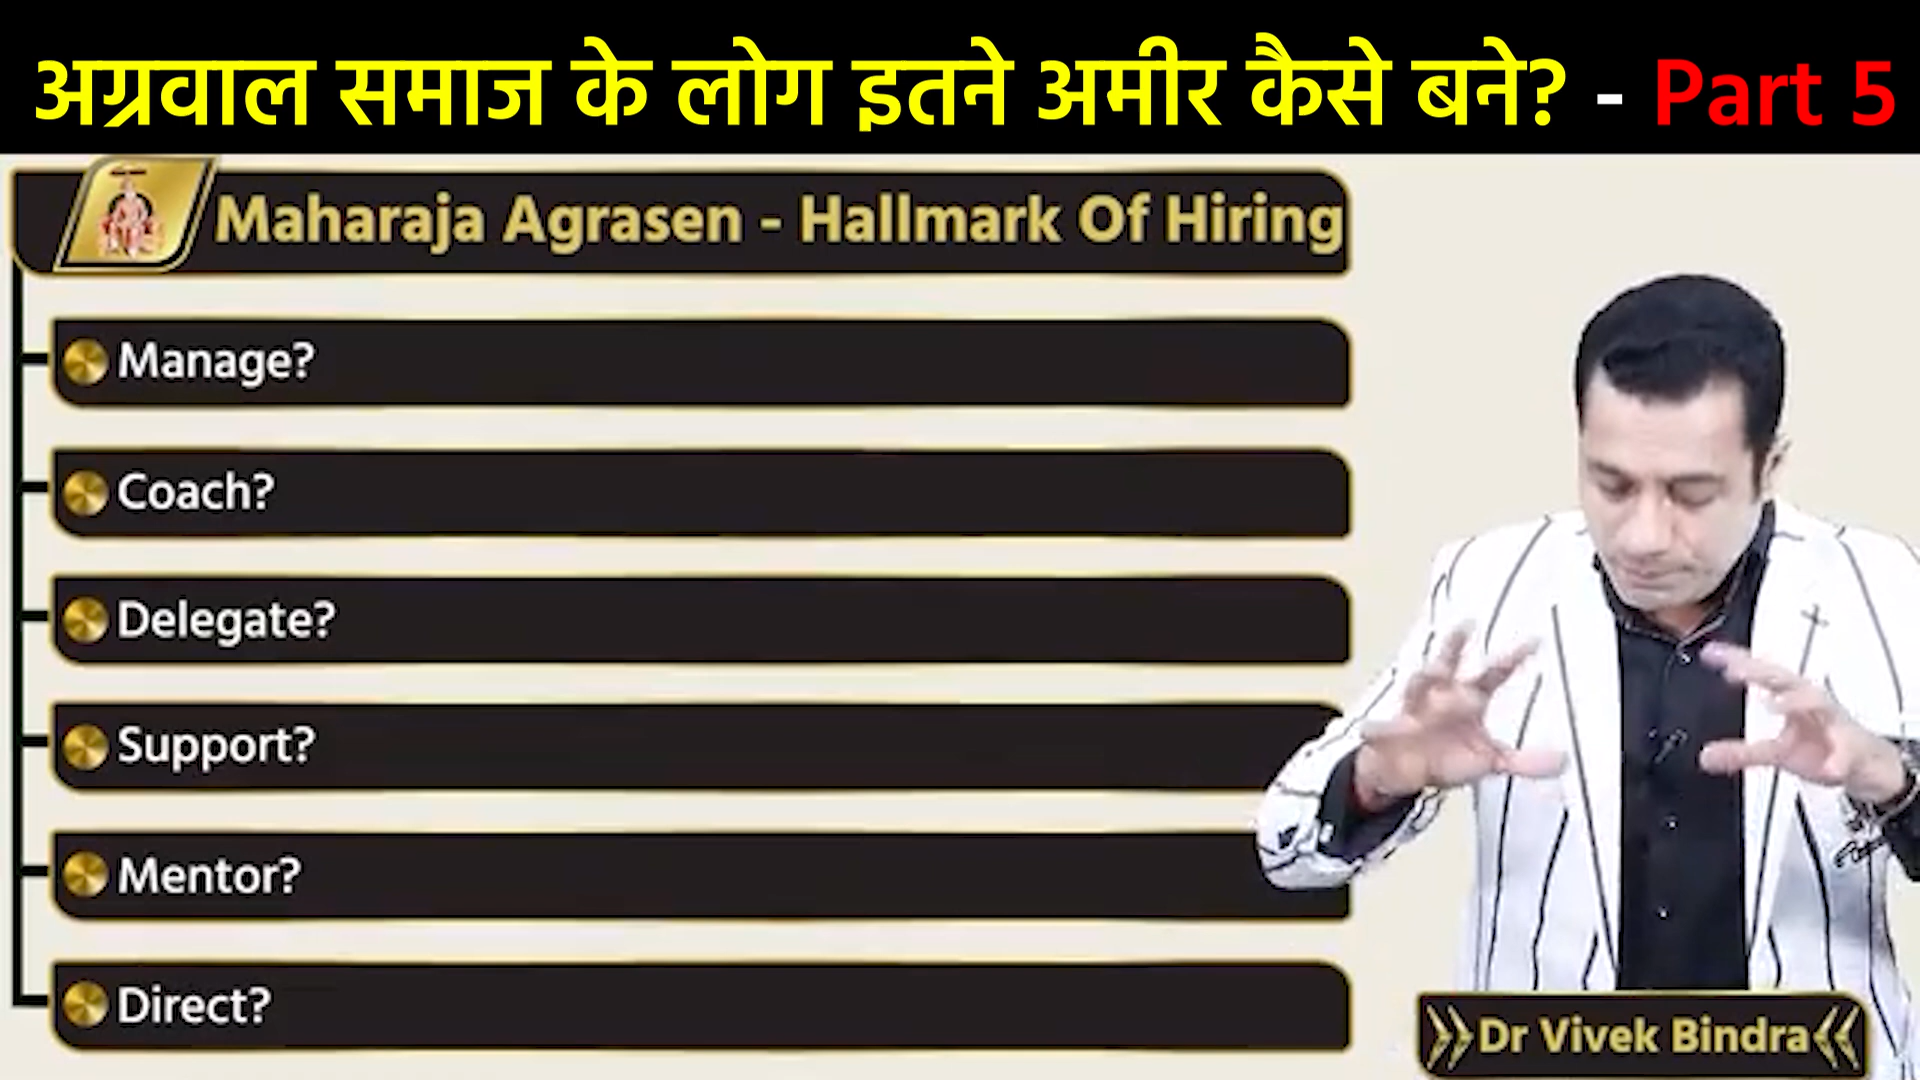 अग्रवाल समाज के लोग इतने अमीर कैसे बने? - Part 5
Maharaja Agrasen - Hallmark Of Hiring
Manage?
Coach?
Delegate?
Support?
Mentor?
Direct?
Dr Vivek Bindra